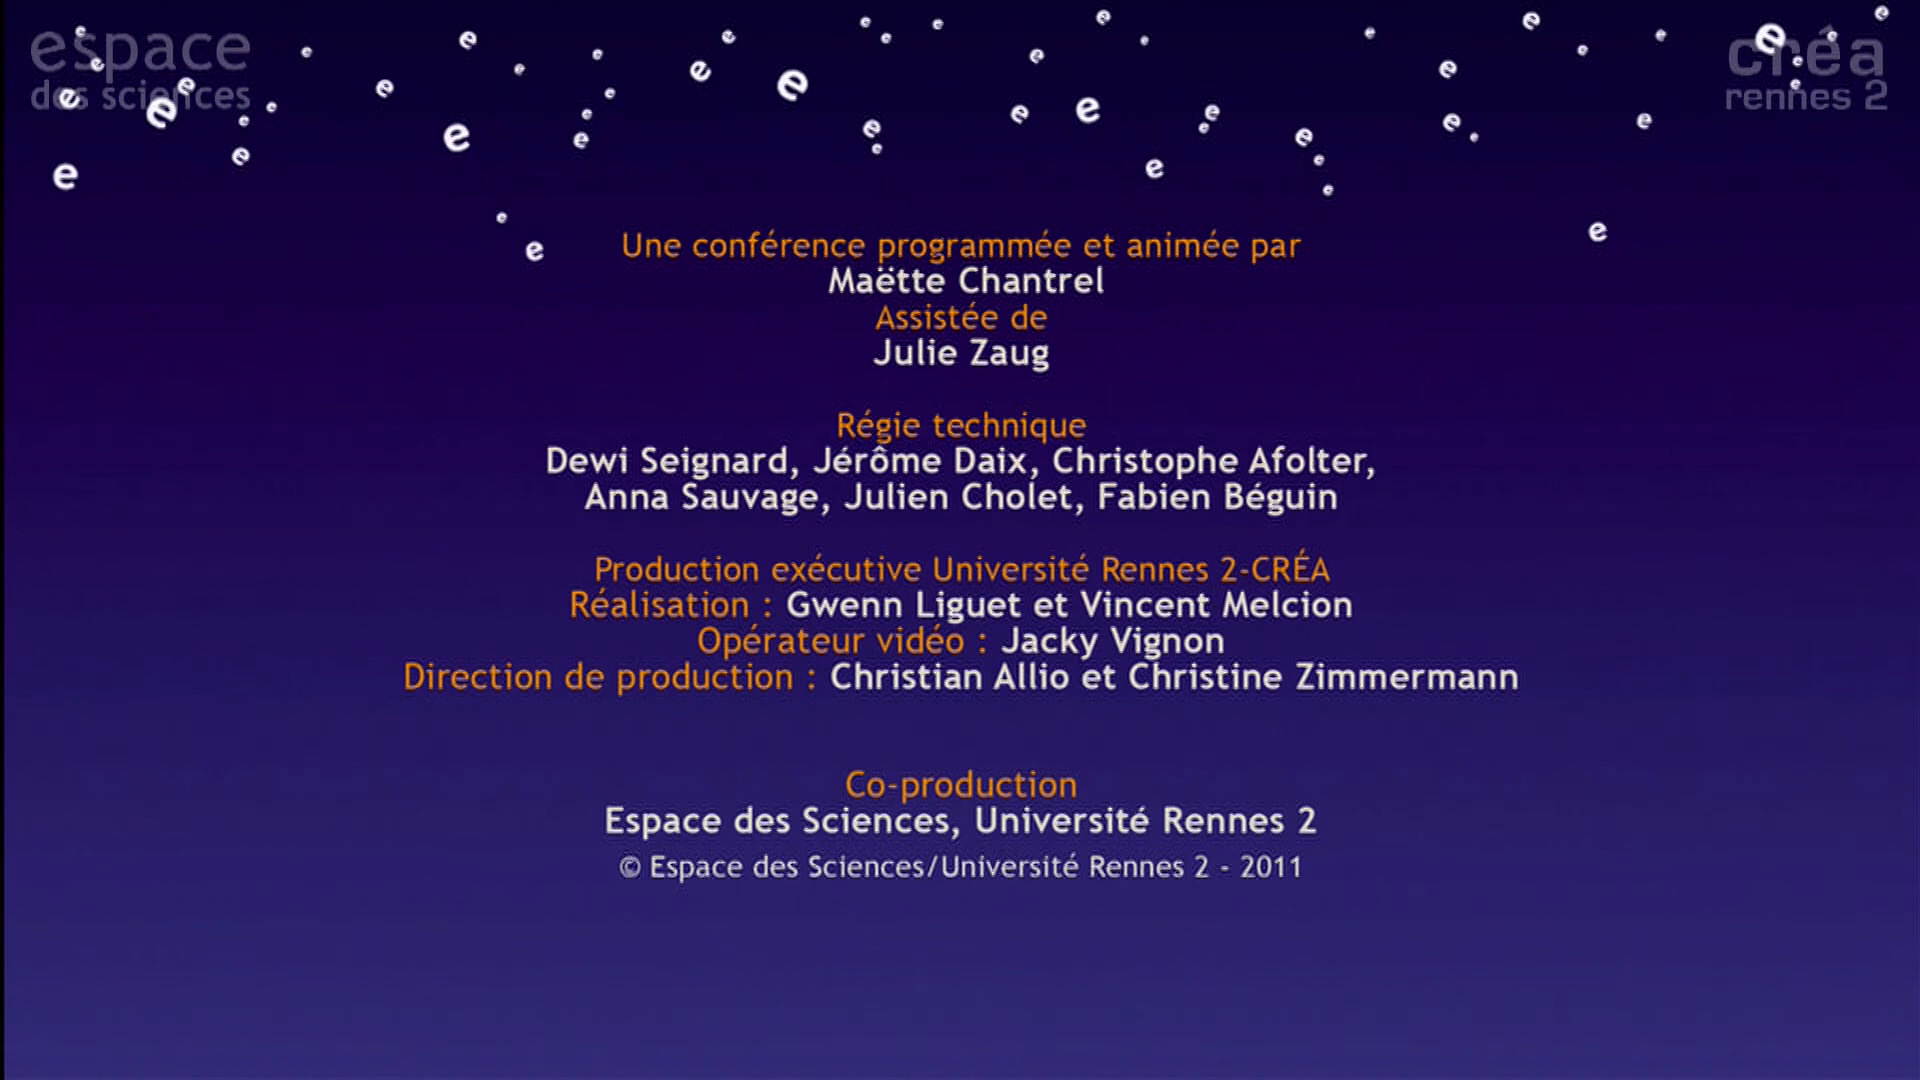 espace
des sciences
créa
rennes 2
Une conférence programmée et animée par
Maëtte Chantrel
Assistée de
Julie Zaug
Régie technique
Dewi Seignard, Jérôme Daix, Christophe Afolter,
Anna Sauvage, Julien Cholet, Fabien Béguin
Production exécutive Université Rennes 2-CRÉA
Réalisation : Gwenn Liguet et Vincent Melcion
Opérateur vidéo : Jacky Vignon
Direction de production : Christian Allio et Christine Zimmermann
Co-production
Espace des Sciences, Université Rennes 2
© Espace des Sciences/Université Rennes 2 - 2011